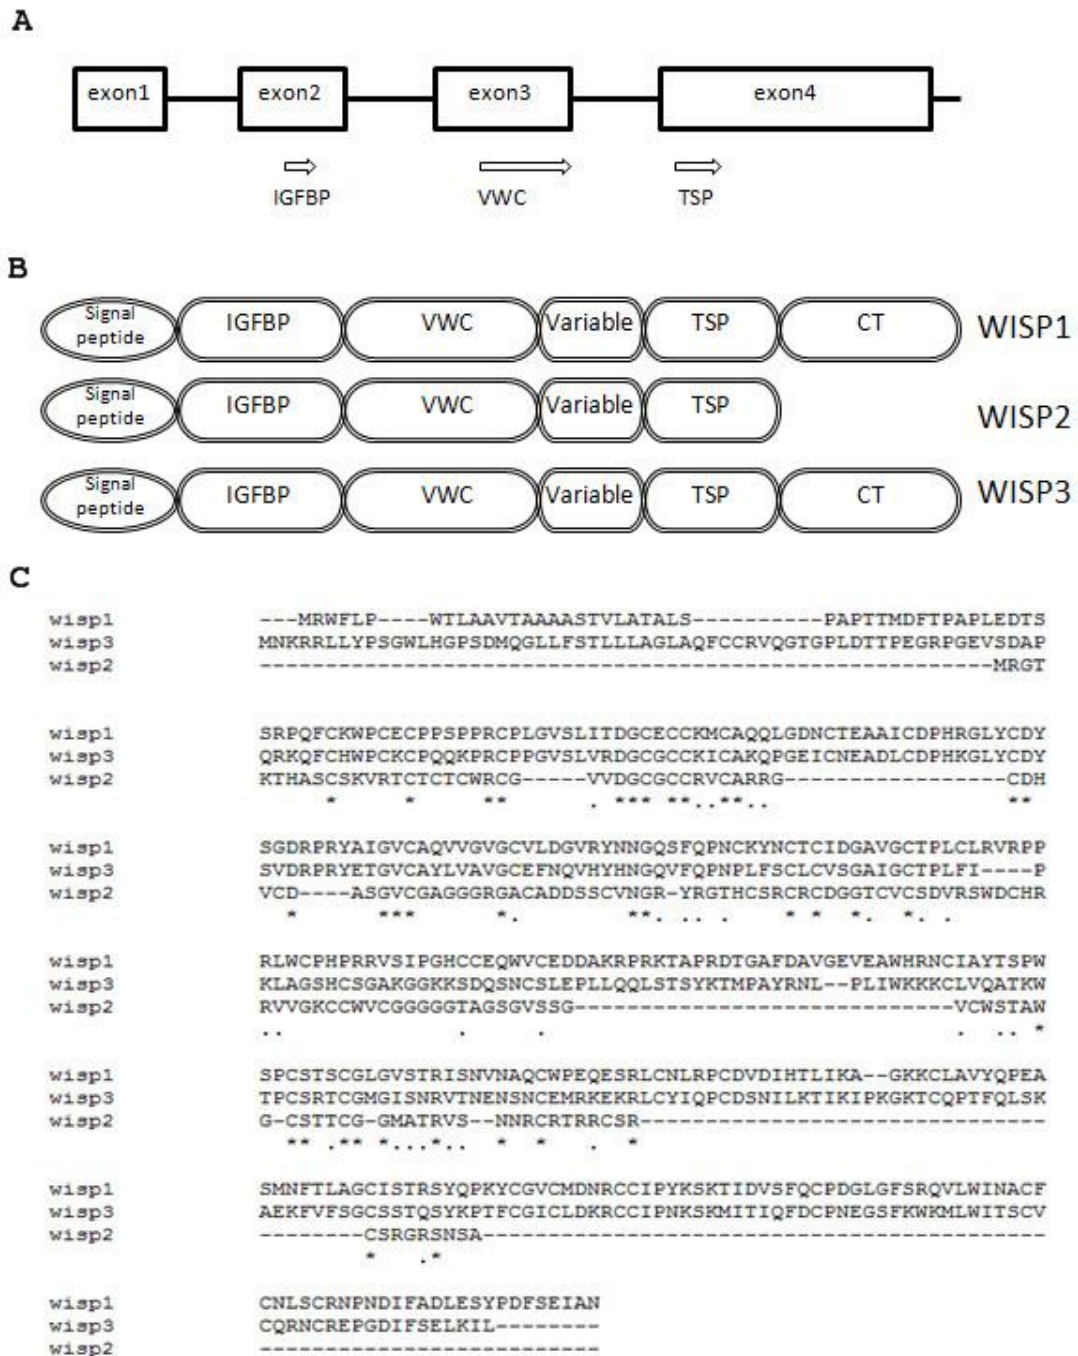 A
exon1 exon2 exon3 exon4
IGFBP VWC TSP
B
Signal peptide IGFBP VWC Variable TSP CT WISP1
Signal peptide IGFBP VWC Variable TSP WISP2
Signal peptide IGFBP VWC Variable TSP CT WISP3
C
wisp1 ---MRWFLP----WTLAAVTAAAASTVLATALS----------PAPTTMDFTPAPLEDTS
wisp3 MNKRRLLYPSGWLHGPSDMQGLLFSTLLLAGLAQFCCRVQGTGPLDTTPEGRPGEVSDAP
wisp2 --------------------------------------------------------MRGT
wisp1 SRPQFCKWPCECPPSPPRCPLGVSLITDGCECCKMCAQQLGDNCTEAAICDPHRGLYCDY
wisp3 QRKQFCHWPCKCPQQKPRCPPGVSLVRDGCGCCKICAKQPGEICNEADLCDPHKGLYCDY
wisp2 KTHASCSKVRTCTCTCWRCG-----VVDGCGCCRVCARRG-----------------CDH
* * ** . *** **..**.. **
wisp1 SGDRPRYAIGVCAQVVGVGCVLDGVRYNNGQSFQPNCKYNCTCIDGAVGCTPLCLRVRPP
wisp3 SVDRPRYETGVCAYLVAVGCEFNQVHYHNGQVFQPNPLFSCLCVSGAIGCTPLFI----P
wisp2 VCD----ASGVCGAGGGRGACADDSSCVNGR-YRGTHCSRCRCDGGTCVCSDVRSWDCHR
* *** *. **. .. . * * *. *. .
wisp1 RLWCPHPRRVSIPGHCCEQWVCEDDAKRPRKTAPRDTGAFDAVGEVEAWHRNCIAYTSPW
wisp3 KLAGSHCSGAKGGKKSDQSNCSLEPLLQQLSTSYKTMPAYRNL--PLIWKKKCLVQATKW
wisp2 RVVGKCCWVCGGGGGTAGSGVSSG-----------------------------VCWSTAW
.. . . . .. *
wisp1 SPCSTSCGLGVSTRISNVNAQCWPEQESRLCNLRPCDVDIHTLIKA--GKKCLAVYQPEA
wisp3 TPCSRTCGMGISNRVTNENSNCEMRKEKRLCYIQPCDSNILKTIKIPKGKTCQPTFQLSK
wisp2 G-CSTTCG-GMATRVS--NNRCRTRRCSR-------------------------------
** .** *...*.. * * . *
wisp1 SMNFTLAGCISTRSYQPKYCGVCMDNRCCIPYKSKTIDVSFQCPDGLGFSRQVLWINACF
wisp3 AEKFVFSGCSSTQSYKPTFCGICLDKRCCIPNKSKMITIQFDCPNEGSFKWKMLWITSCV
wisp2 --------CSRGRSNSA-------------------------------------------
* .*
wisp1 CNLSCRNPNDIFADLESYPDFSEIAN
wisp3 CQRNCREPGDIFSELKIL--------
wisp2 --------------------------